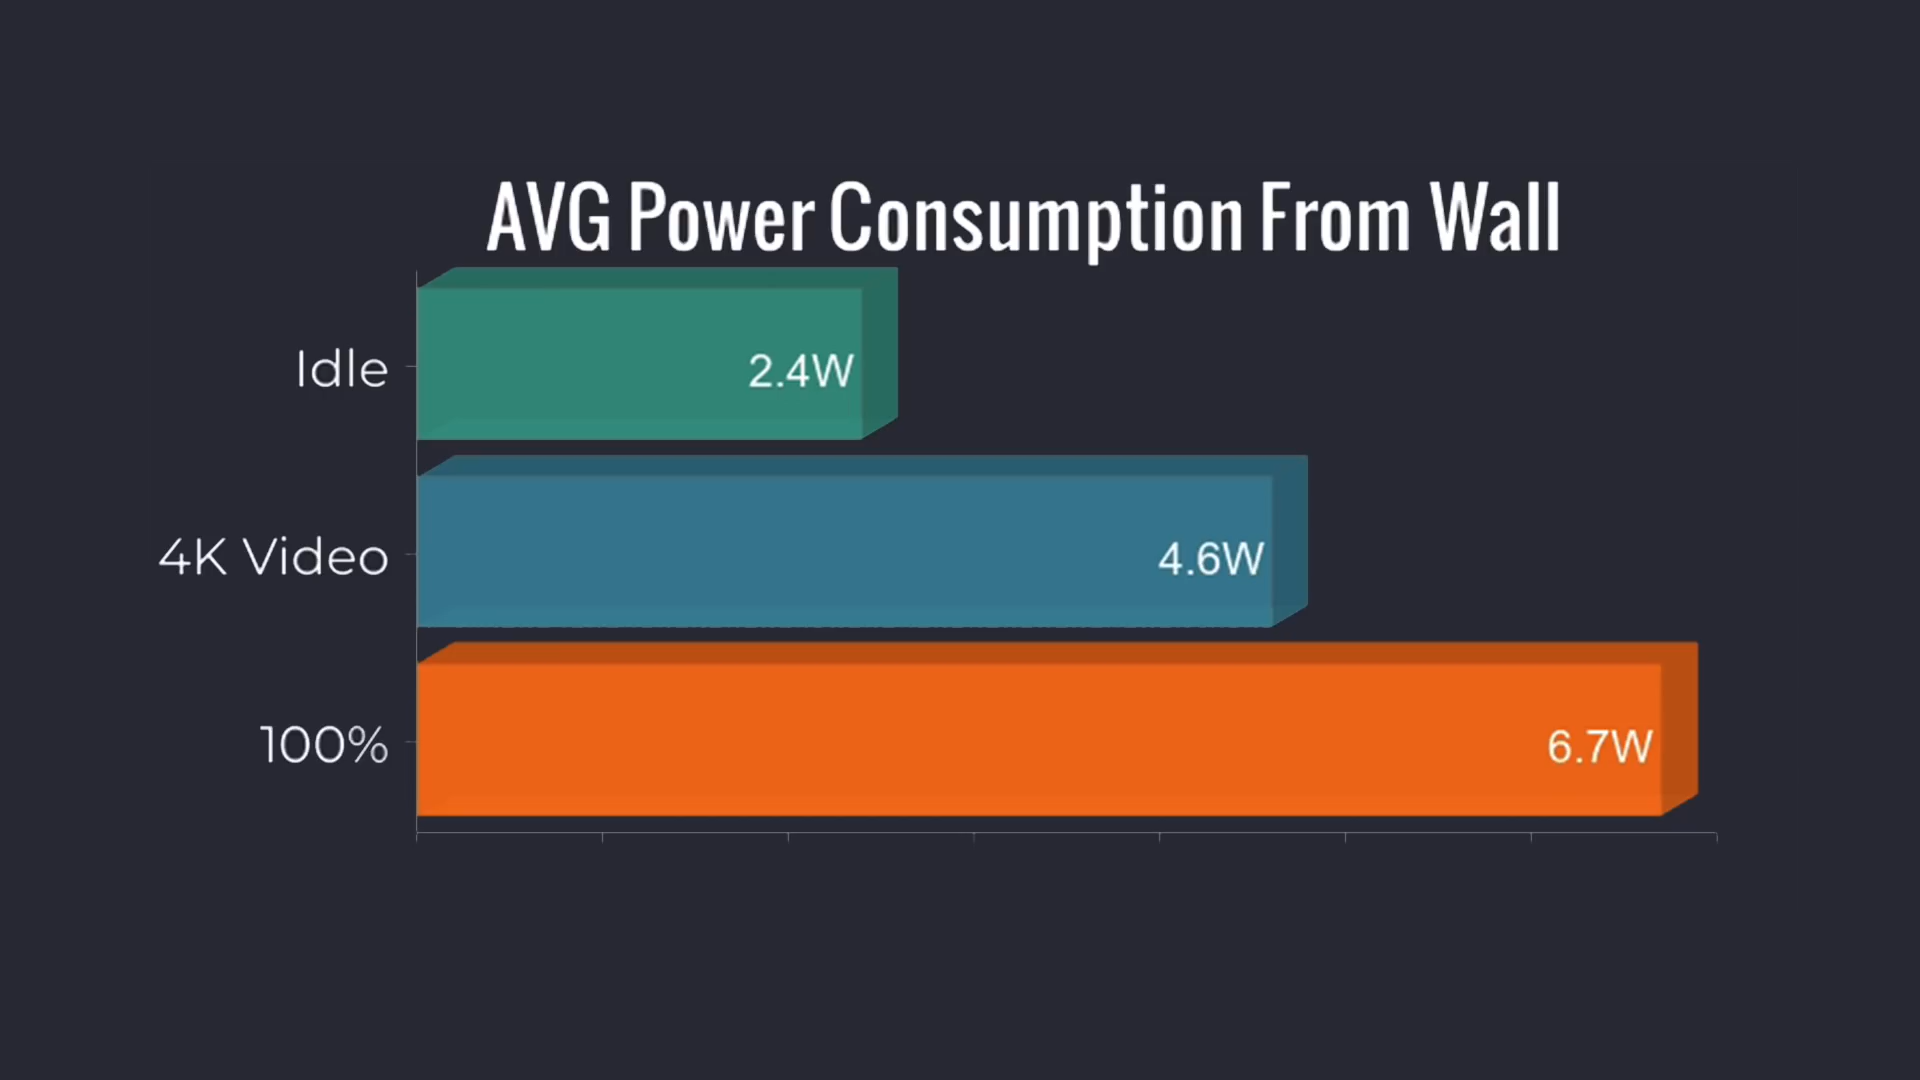 AVG Power Consumption From Wall
Idle
2.4W
4K Video
4.6W
100%
6.7W